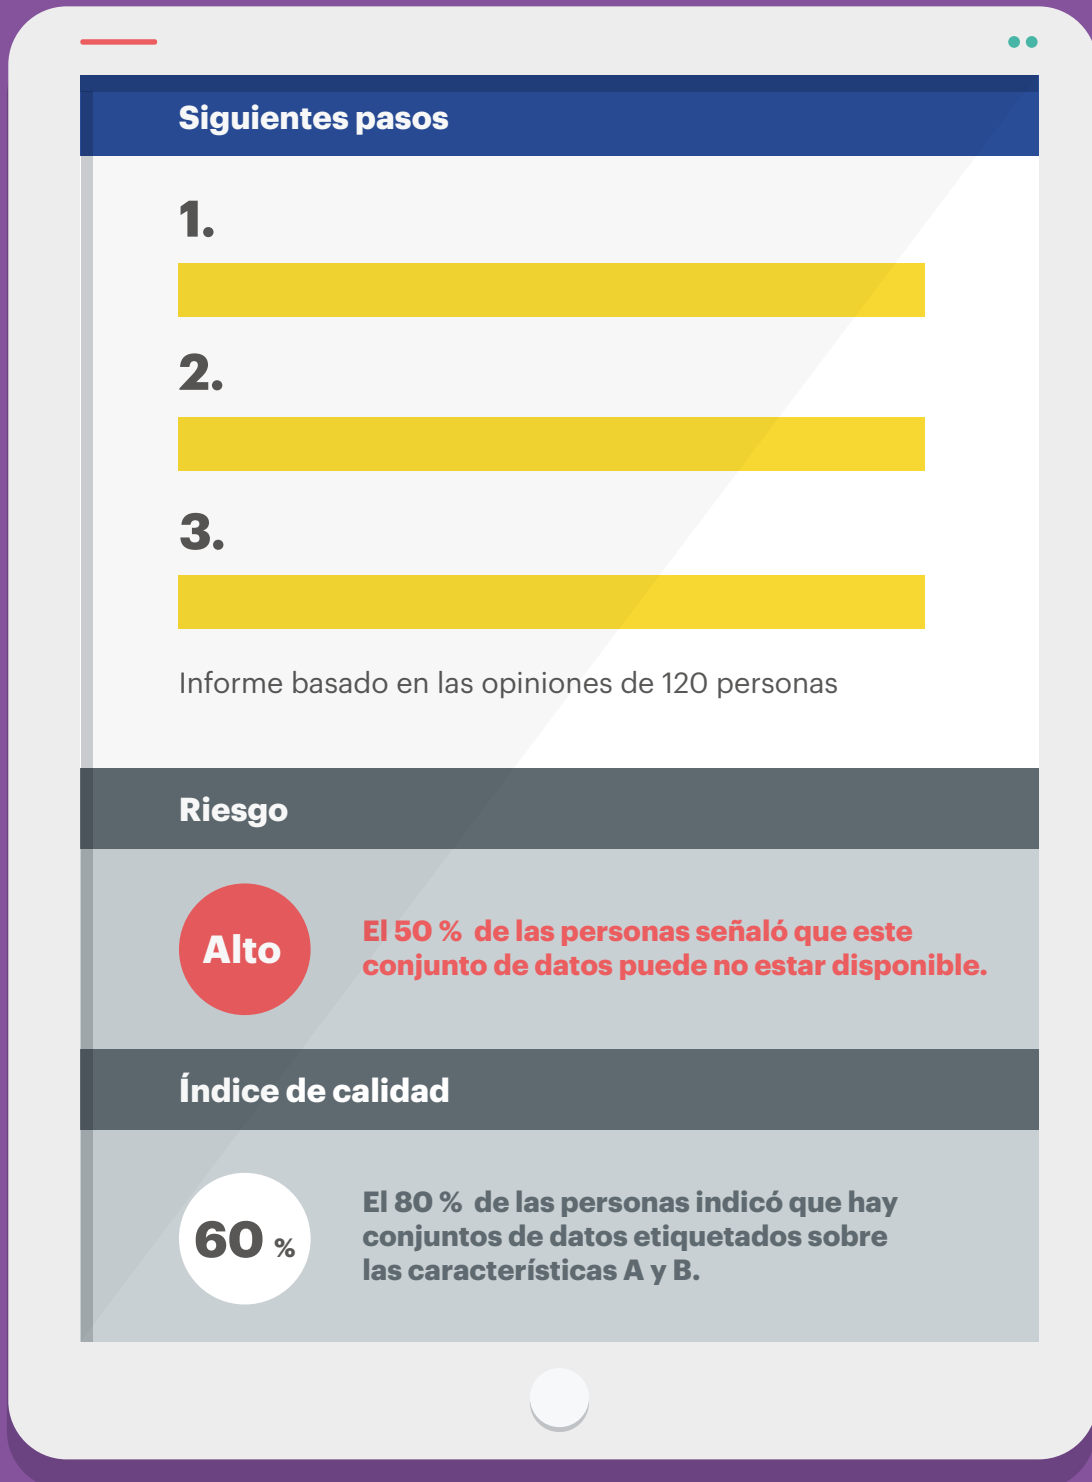 Siguientes pasos
1.
2.
3.
Informe basado en las opiniones de 120 personas
Riesgo
Alto
El 50 % de las personas señaló que este
conjunto de datos puede no estar disponible.
Índice de calidad
60 %
El 80 % de las personas indicó que hay
conjuntos de datos etiquetados sobre
las características A y B.